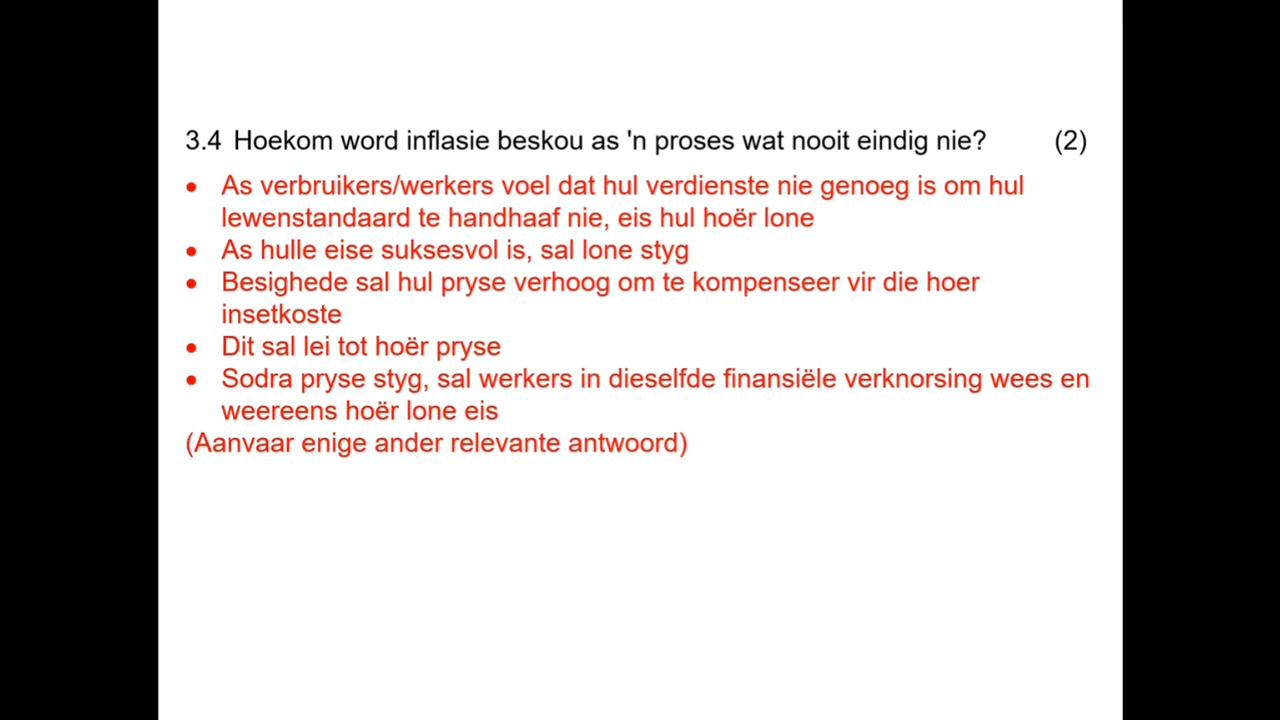 3.4 Hoekom word inflasie beskou as 'n proses wat nooit eindig nie? (2)
• As verbruikers/werkers voel dat hul verdienste nie genoeg is om hul
lewenstandaard te handhaaf nie, eis hul hoër lone
• As hulle eise suksesvol is, sal lone styg
• Besighede sal hul pryse verhoog om te kompenseer vir die hoer
insetkoste
• Dit sal lei tot hoër pryse
• Sodra pryse styg, sal werkers in dieselfde finansiële verknorsing wees en
weereens hoër lone eis
(Aanvaar enige ander relevante antwoord)